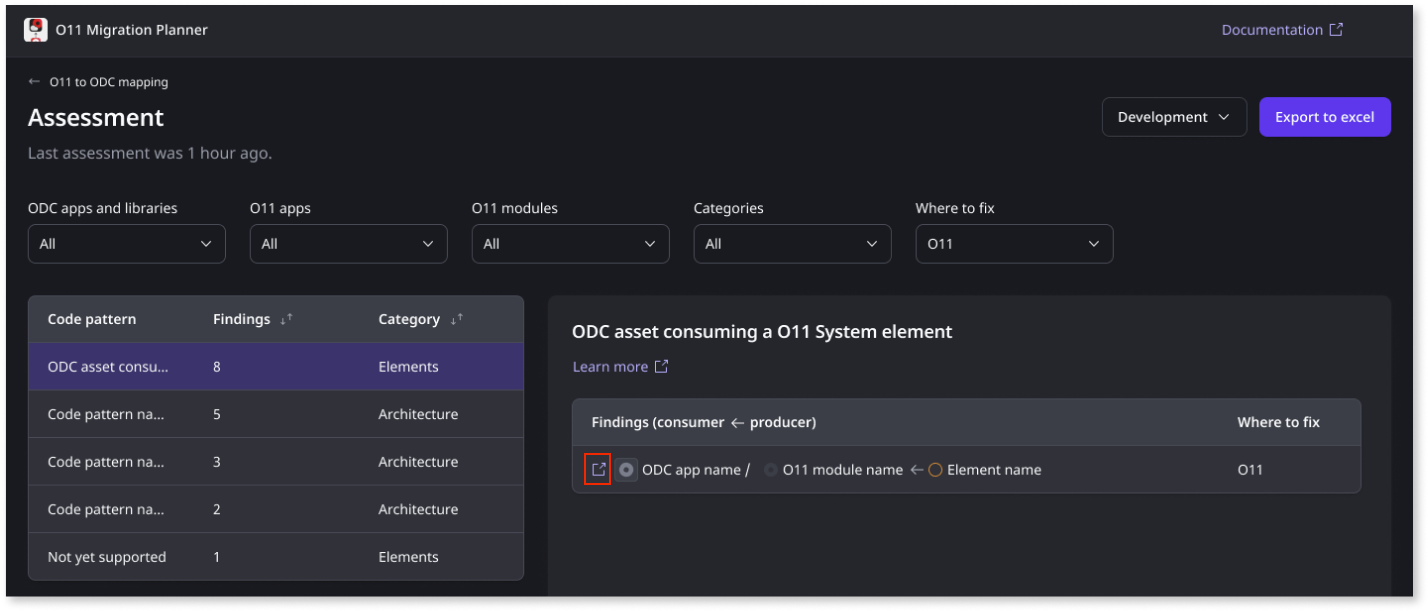 O11 Migration Planner
Documentation
← O11 to ODC mapping
Assessment
Development
Export to excel
Last assessment was 1 hour ago.
ODC apps and libraries
O11 apps
O11 modules
Categories
Where to fix
All
All
All
All
O11
Code pattern Findings ↓↑ Category ↓↑
ODC asset consu... 8 Elements
Code pattern na... 5 Architecture
Code pattern na... 3 Architecture
Code pattern na... 2 Architecture
Not yet supported 1 Elements
ODC asset consuming a O11 System element
Learn more
Findings (consumer ← producer) Where to fix
ODC app name / O11 module name ← Element name O11